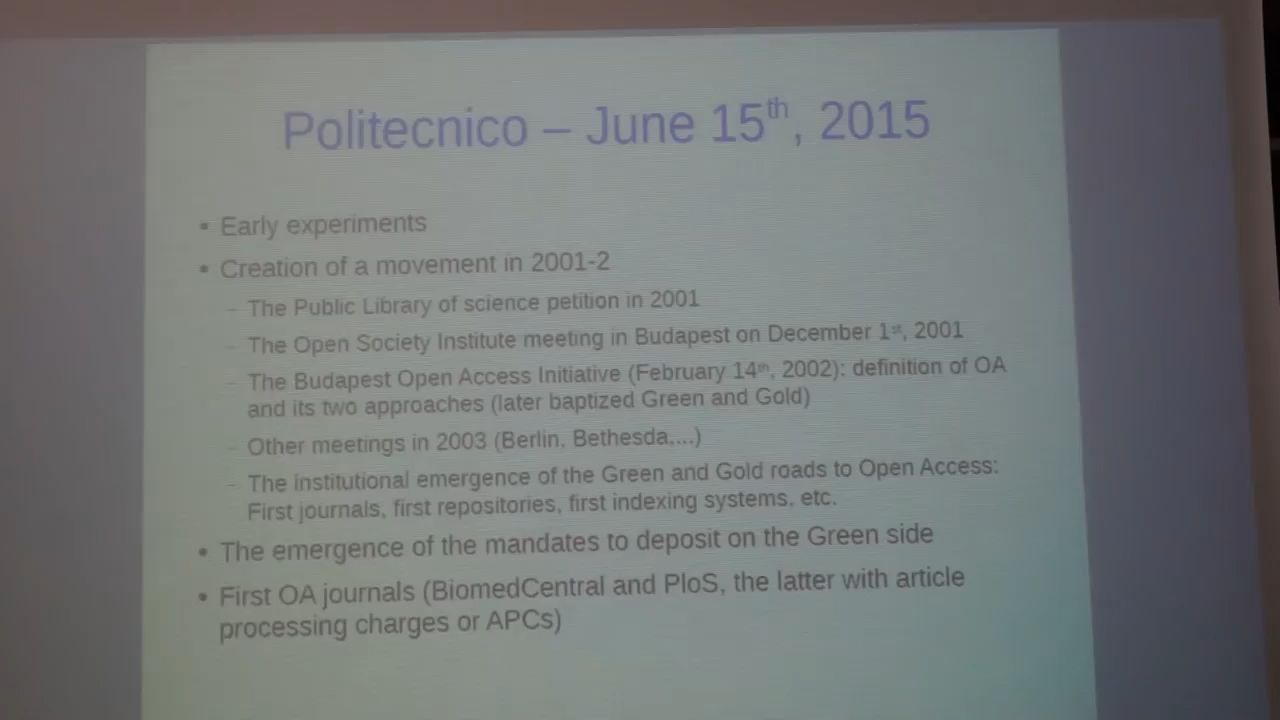 Politecnico – June 15th, 2015
• Early experiments
• Creation of a movement in 2001-2
– The Public Library of science petition in 2001
– The Open Society Institute meeting in Budapest on December 1st, 2001
– The Budapest Open Access Initiative (February 14th, 2002): definition of OA
and its two approaches (later baptized Green and Gold)
– Other meetings in 2003 (Berlin, Bethesda,...)
– The institutional emergence of the Green and Gold roads to Open Access:
First journals, first repositories, first indexing systems, etc.
• The emergence of the mandates to deposit on the Green side
• First OA journals (BiomedCentral and PloS, the latter with article
processing charges or APCs)